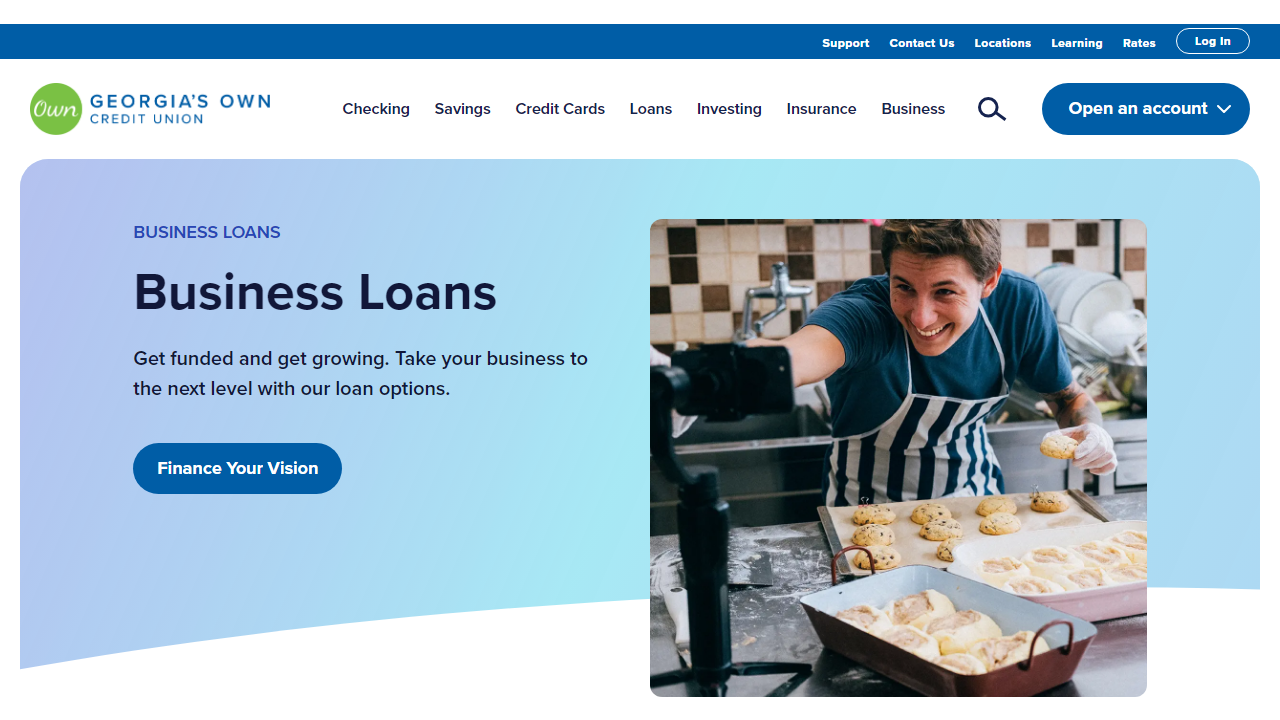 Support
Contact Us
Locations
Learning
Rates
Log In
Own
GEORGIA'S OWN
CREDIT UNION
Checking
Savings
Credit Cards
Loans
Investing
Insurance
Business
Open an account
BUSINESS LOANS
Business Loans
Get funded and get growing. Take your business to
the next level with our loan options.
Finance Your Vision